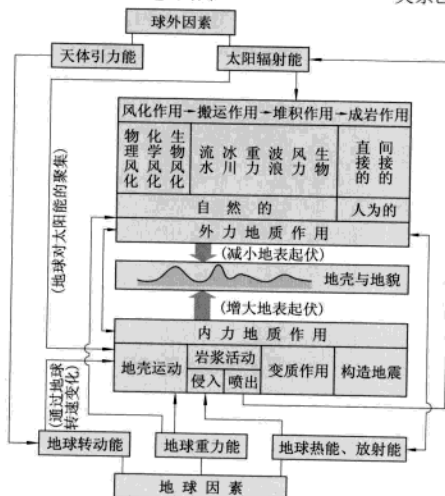 关系
球外因素
天体引力能
太阳辐射能
风化作用 搬运作用 堆积作用 成岩作用
物理风化
化学风化
生物风化
流水
冰川
重力
波浪
风力
生物
直接的
间接的
自然的
人为的
外力地质作用
(减小地表起伏)
地壳与地貌
(增大地表起伏)
内力地质作用
地壳运动
岩浆活动
侵入 喷出
变质作用
构造地震
(地球对太阳能的聚集)
(通过地球
转速变化)
地球转动能
地球重力能
地球热能、放射能
地球因素